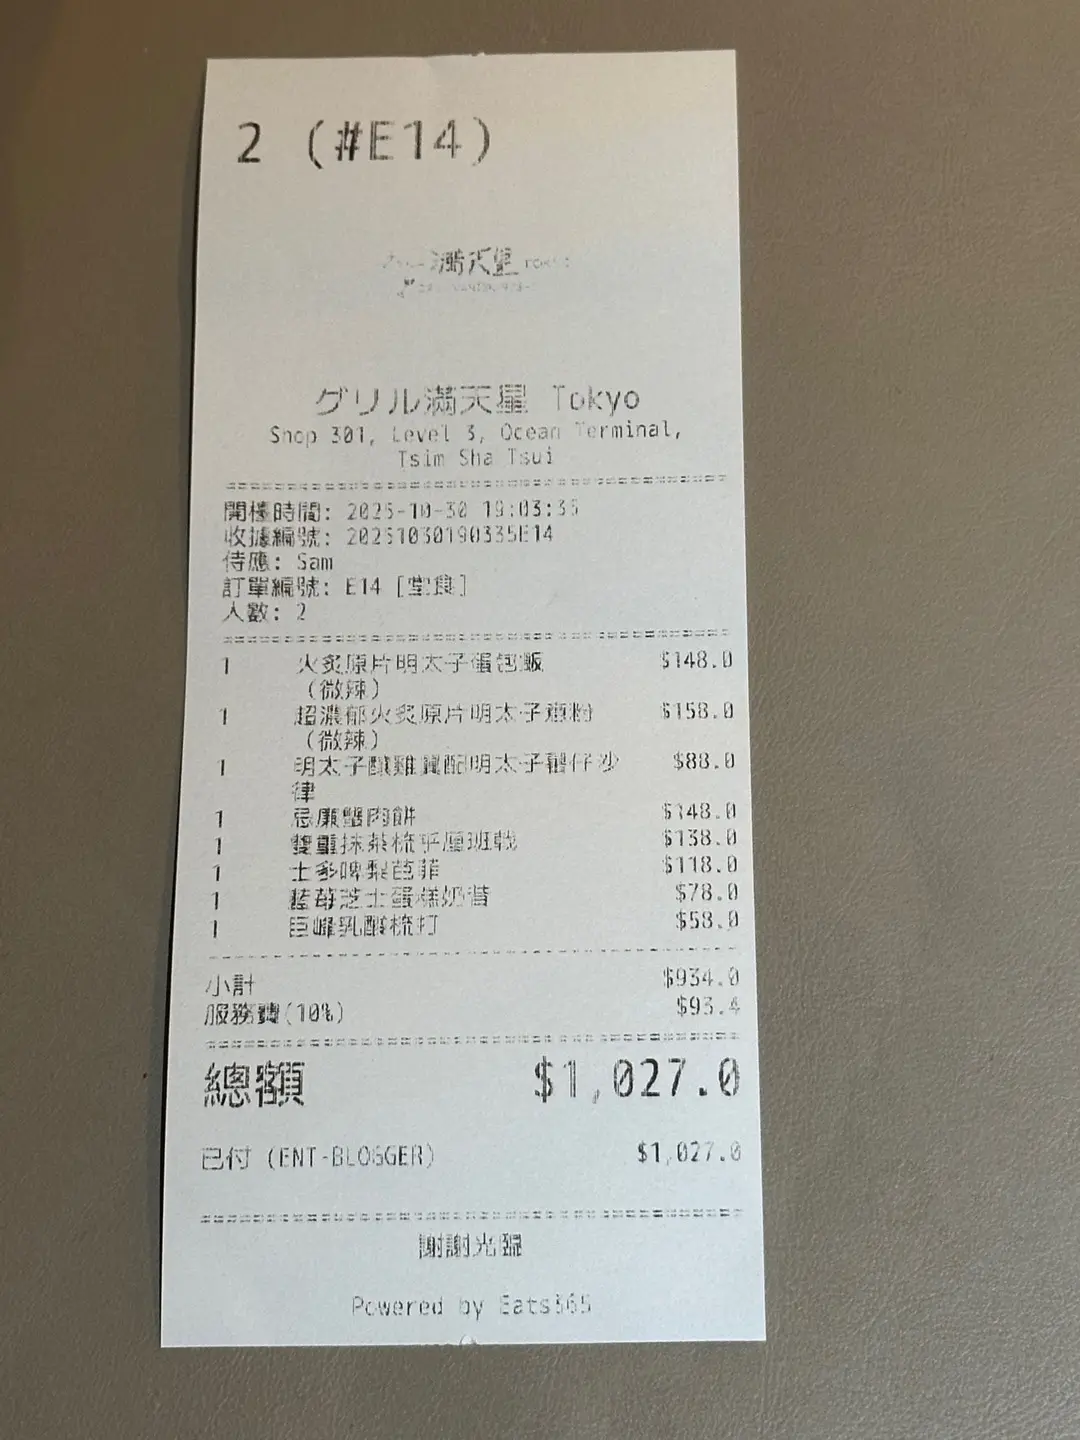 2 (#E14)
満天星
グリル満天星 Tokyo
Shop 301, Level 3, Ocean Terminal,
Tsim Sha Tsui
開檯時間: 2025-10-30 19:03:35
收據編號: 20251030190335E14
侍應: Sam
訂單編號: E14 [堂食]
人數: 2
1 火炙原片明太子蛋包飯 $148.0
(微辣)
1 超濃郁火炙原片明太子意粉 $158.0
(微辣)
1 明太子釀雞翼配明太子薯仔沙 $88.0
律
1 忌廉蟹肉餅 $148.0
1 雙重抹茶梳乎厘班戟 $138.0
1 士多啤梨芭菲 $118.0
1 藍莓芝士蛋糕奶昔 $78.0
1 巨峰乳酸梳打 $58.0
小計 $934.0
服務費(10%) $93.4
總額 $1,027.0
已付 (ENT-BLOGGER) $1,027.0
謝謝光臨
Powered by Eats365